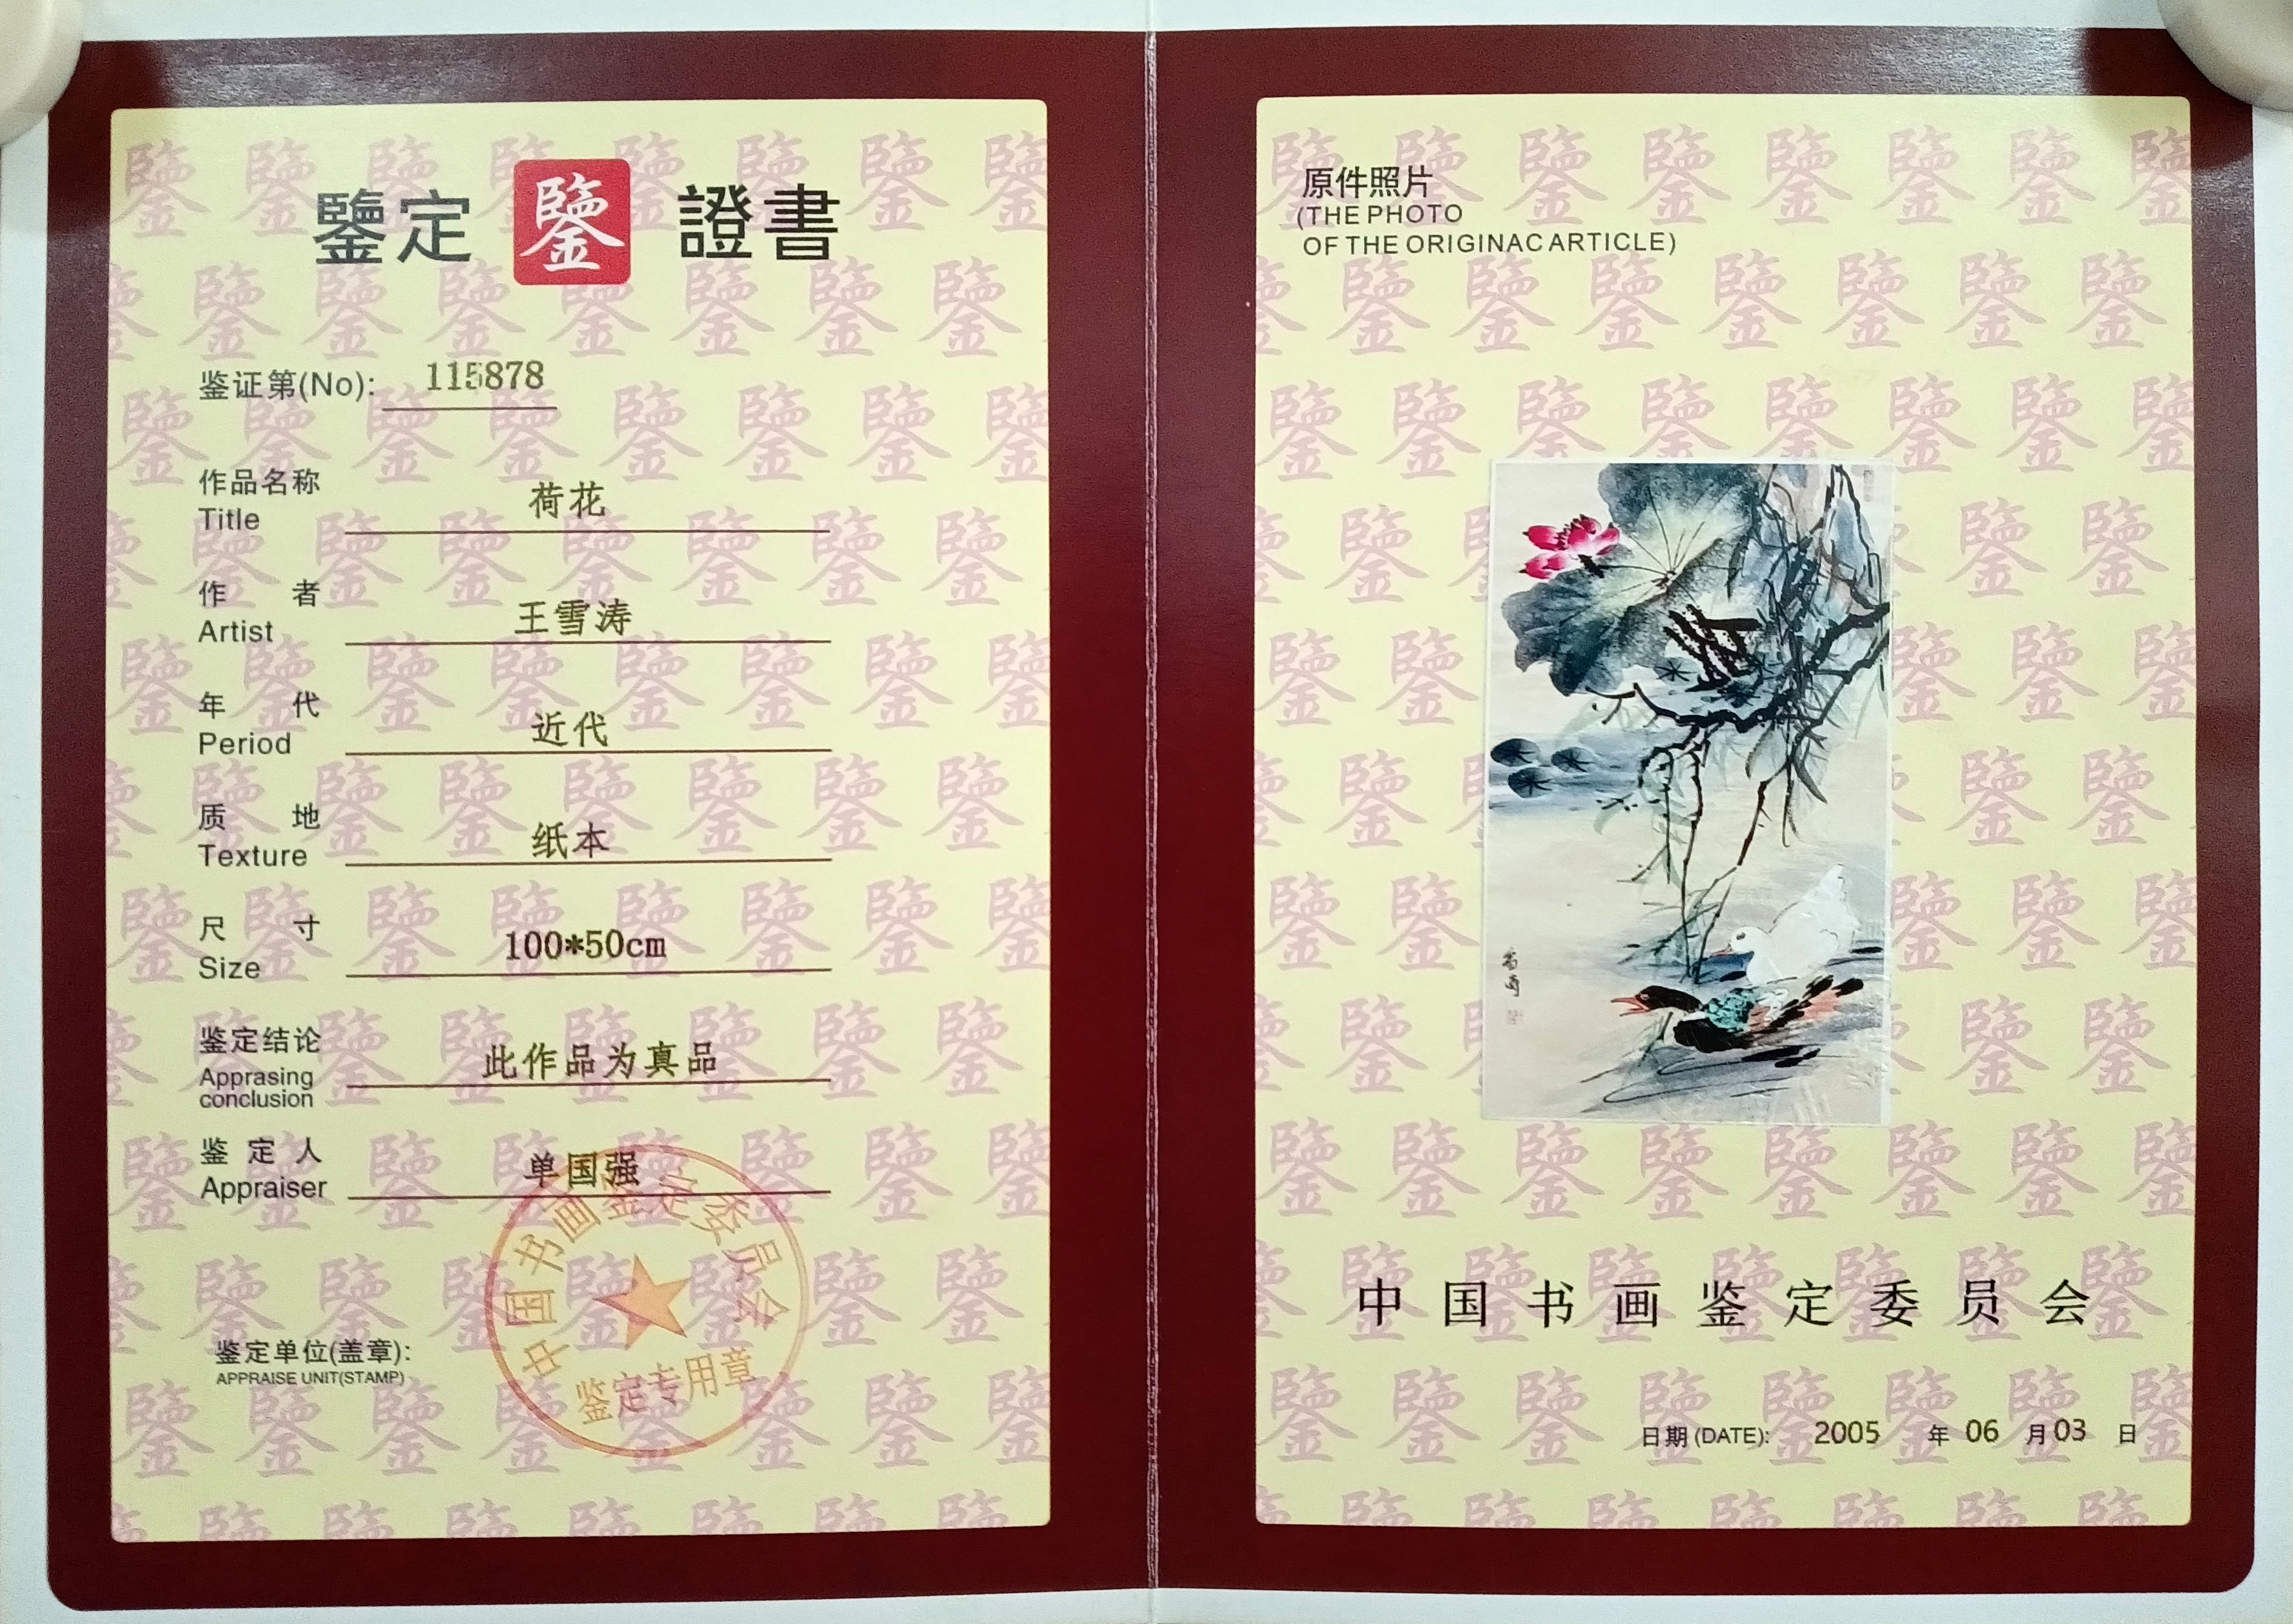 鑒定 鑒 證書
鉴证第(No): 115878
作品名称 荷花
Title
作者 王雪涛
Artist
年代 近代
Period
质地 纸本
Texture
尺寸 100*50cm
Size
鉴定结论 此作品为真品
Apprasing
conclusion
鉴定人 单国强
Appraiser
中国书画鉴定委员会
鉴定专用章
鉴定单位(盖章):
APPRAISE UNIT(STAMP)
原件照片
(THE PHOTO
OF THE ORIGINAC ARTICLE)
中国书画鉴定委员会
日期(DATE): 2005 年 06 月 03 日